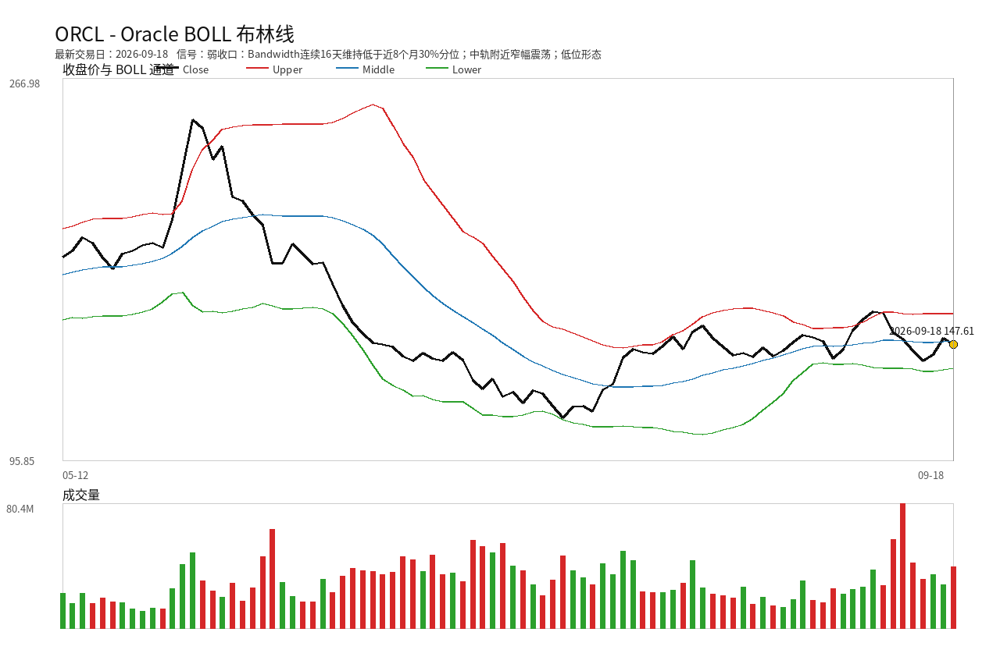 ORCL - Oracle BOLL 布林线
最新交易日：2026-09-18 信号：弱收口：Bandwidth连续16天维持低于近8个月30%分位；中轨附近窄幅震荡；低位形态
收盘价与 BOLL 通道 Close Upper Middle Lower
266.98
2026-09-18 147.61
95.85
05-12 09-18
成交量
80.4M